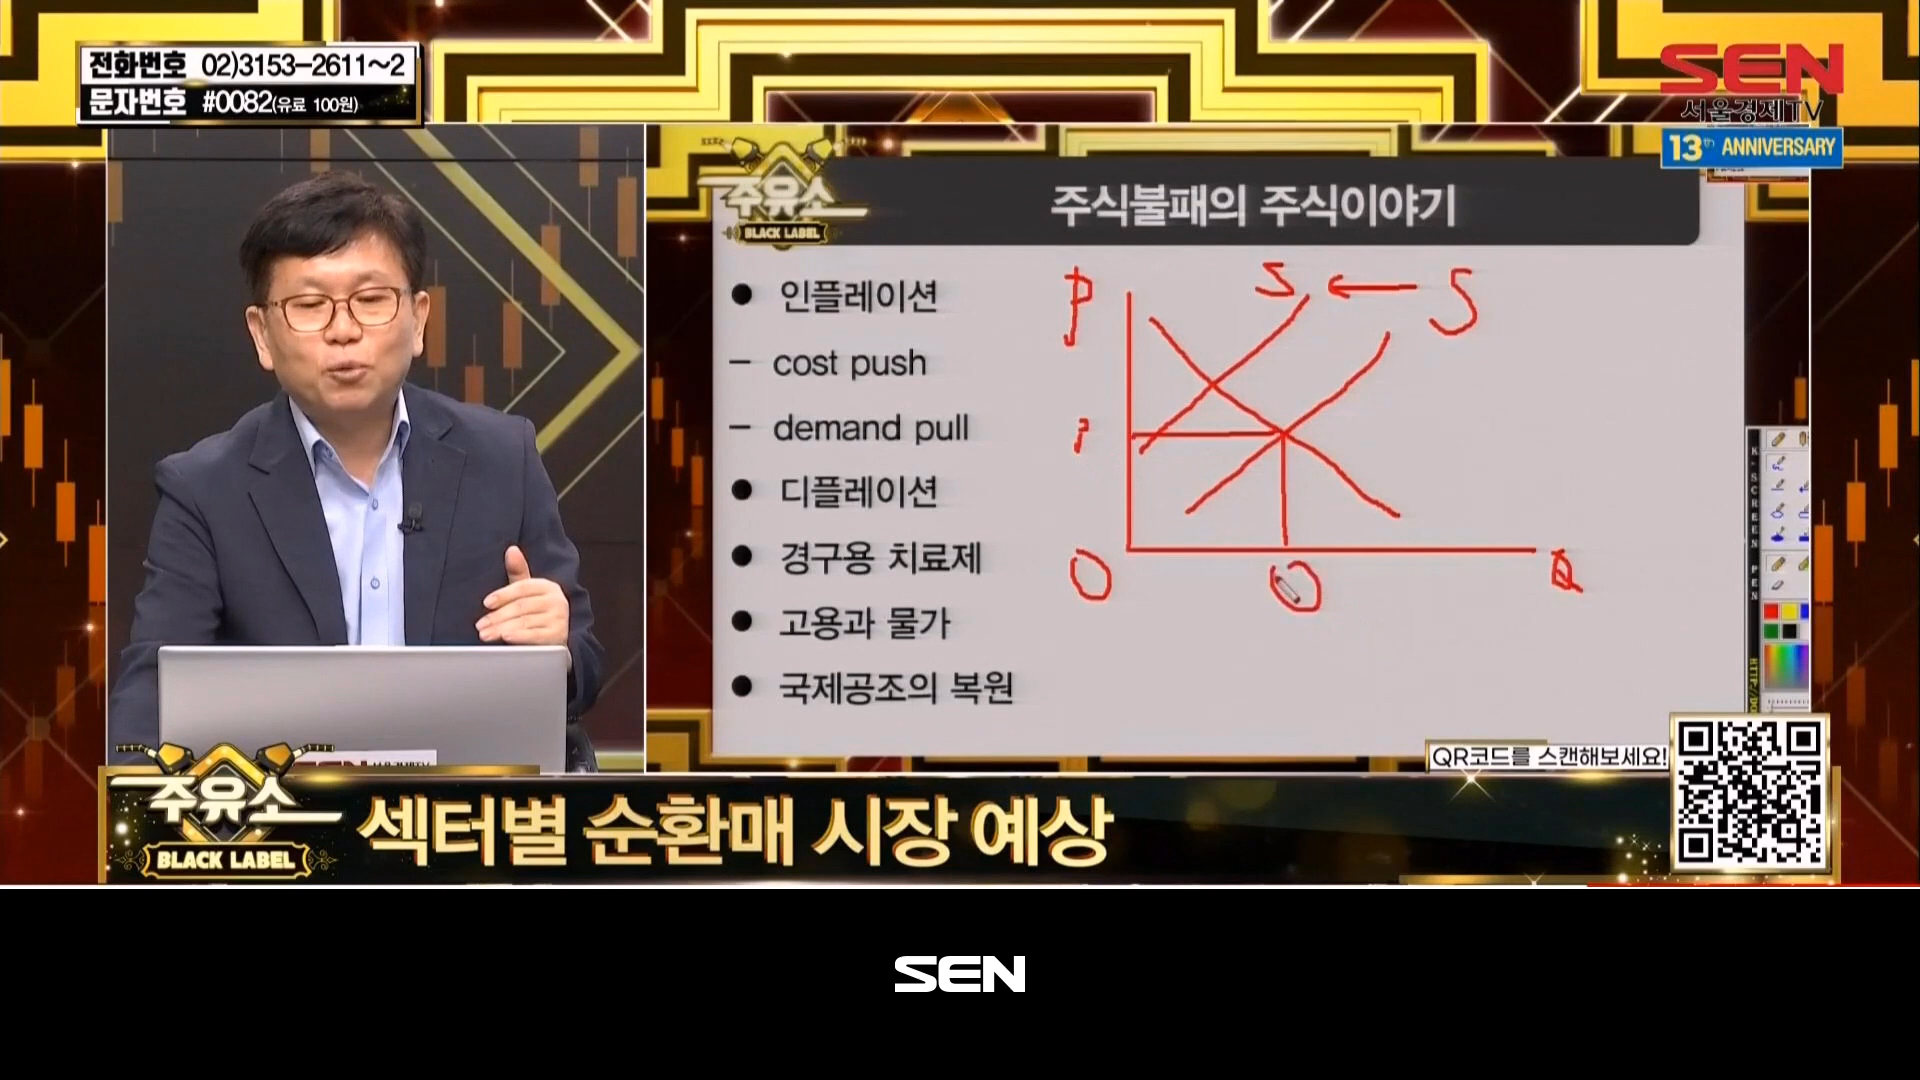 전화번호 02)3153-2611~2
문자번호 #0082(유료 100원)
SEN
서울경제TV
13th ANNIVERSARY
주유소
BLACK LABEL
주식불패의 주식이야기
● 인플레이션
- cost push
- demand pull
● 디플레이션
● 경구용 치료제
● 고용과 물가
● 국제공조의 복원
P
S ← S
P
O
Q
Q
K-SCREEN PEN
QR코드를 스캔해보세요!
주유소
BLACK LABEL
섹터별 순환매 시장 예상
SEN